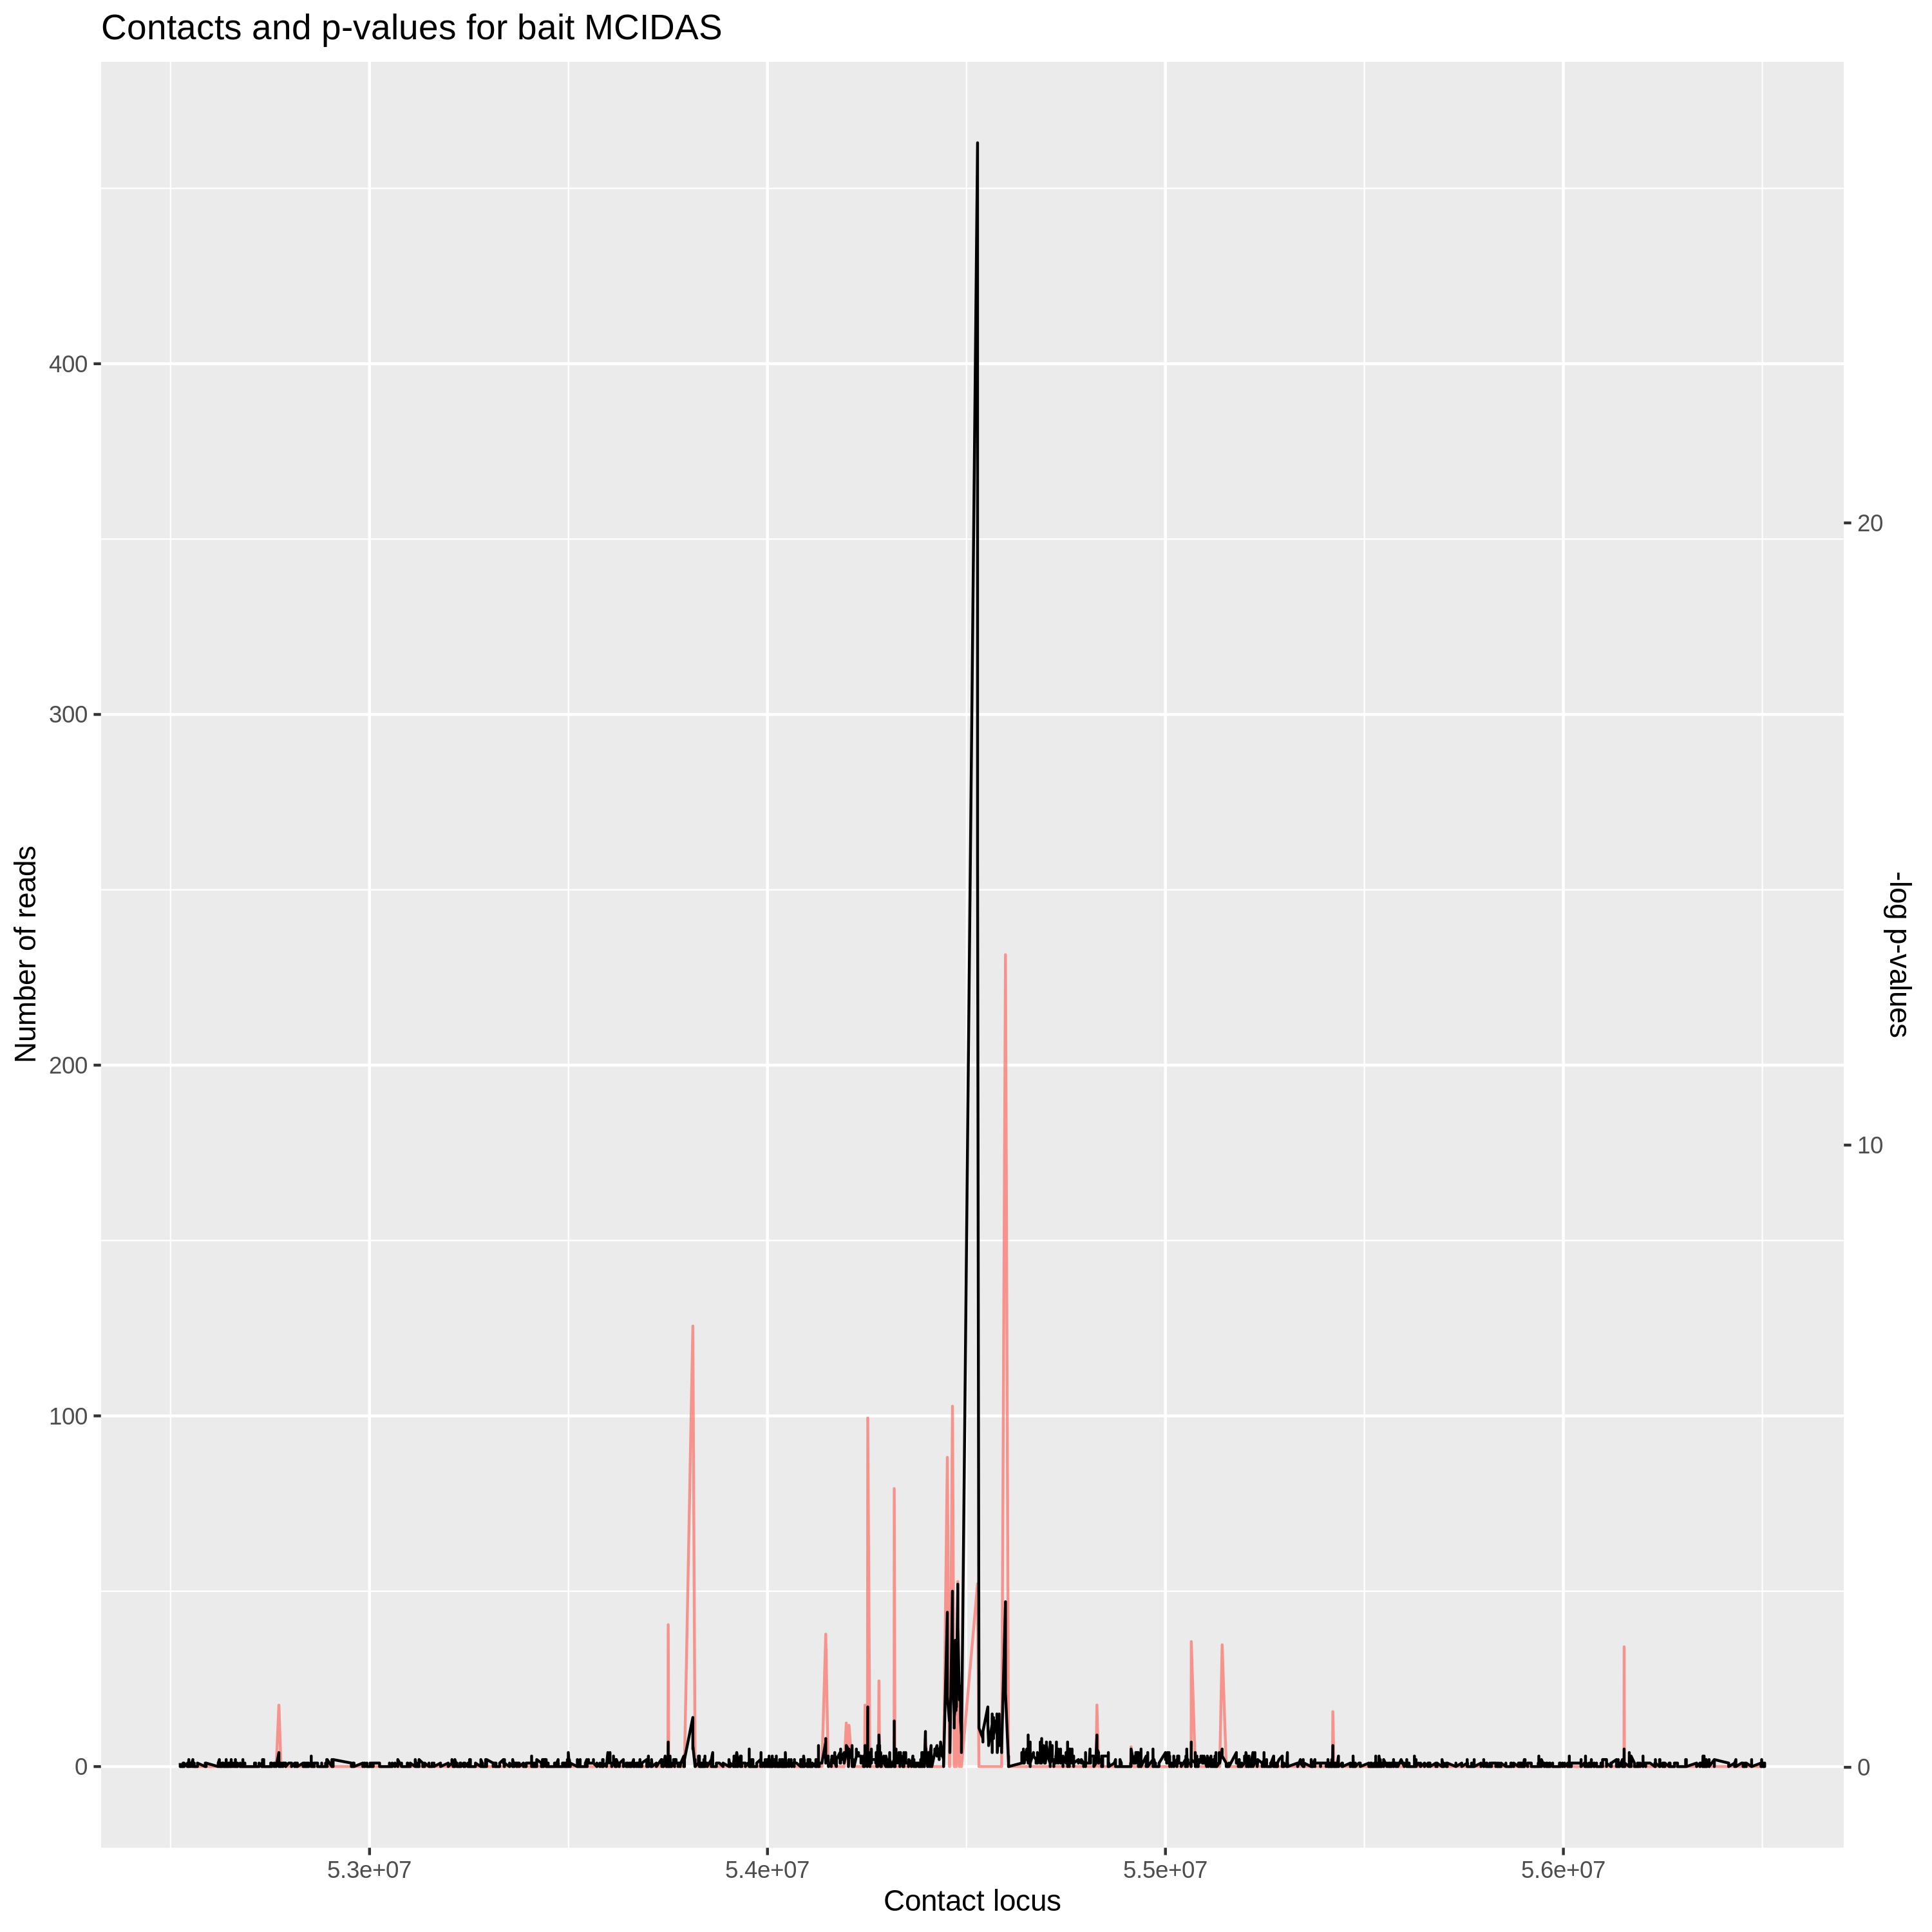 Contacts and p-values for bait MCIDAS
400
300
200
100
0
Number of reads
20
10
0
-log p-values
5.3e+07
5.4e+07
5.5e+07
5.6e+07
Contact locus